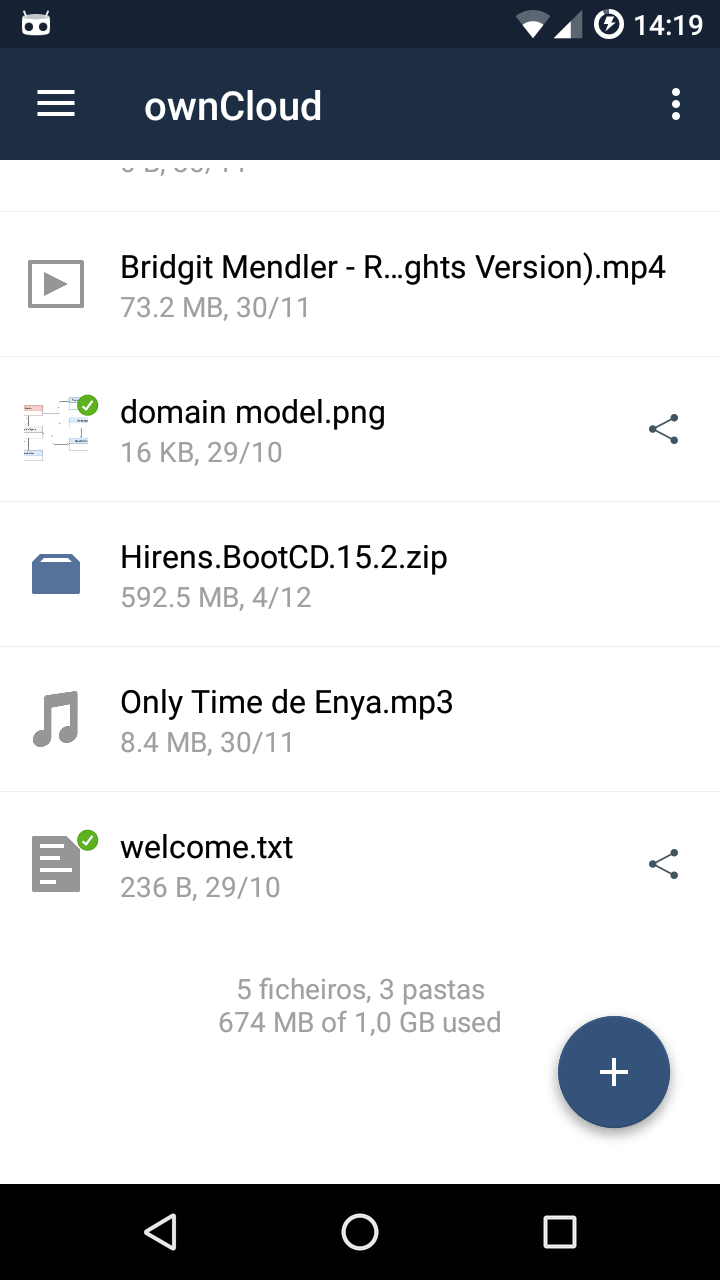 14:19
ownCloud
Bridgit Mendler - R...ghts Version).mp4
73.2 MB, 30/11
domain model.png
16 KB, 29/10
Hirens.BootCD.15.2.zip
592.5 MB, 4/12
Only Time de Enya.mp3
8.4 MB, 30/11
welcome.txt
236 B, 29/10
5 ficheiros, 3 pastas
674 MB of 1,0 GB used